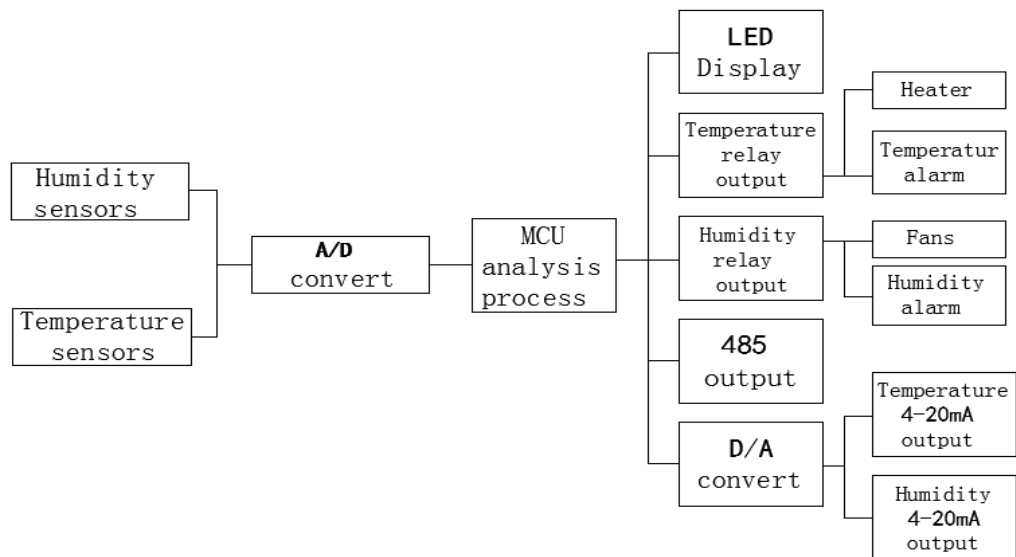 Humidity
sensors
Temperature
sensors
A/D
convert
MCU
analysis
process
LED
Display
Temperature
relay
output
Heater
Temperatur
alarm
Humidity
relay
output
Fans
Humidity
alarm
485
output
D/A
convert
Temperature
4-20mA
output
Humidity
4-20mA
output